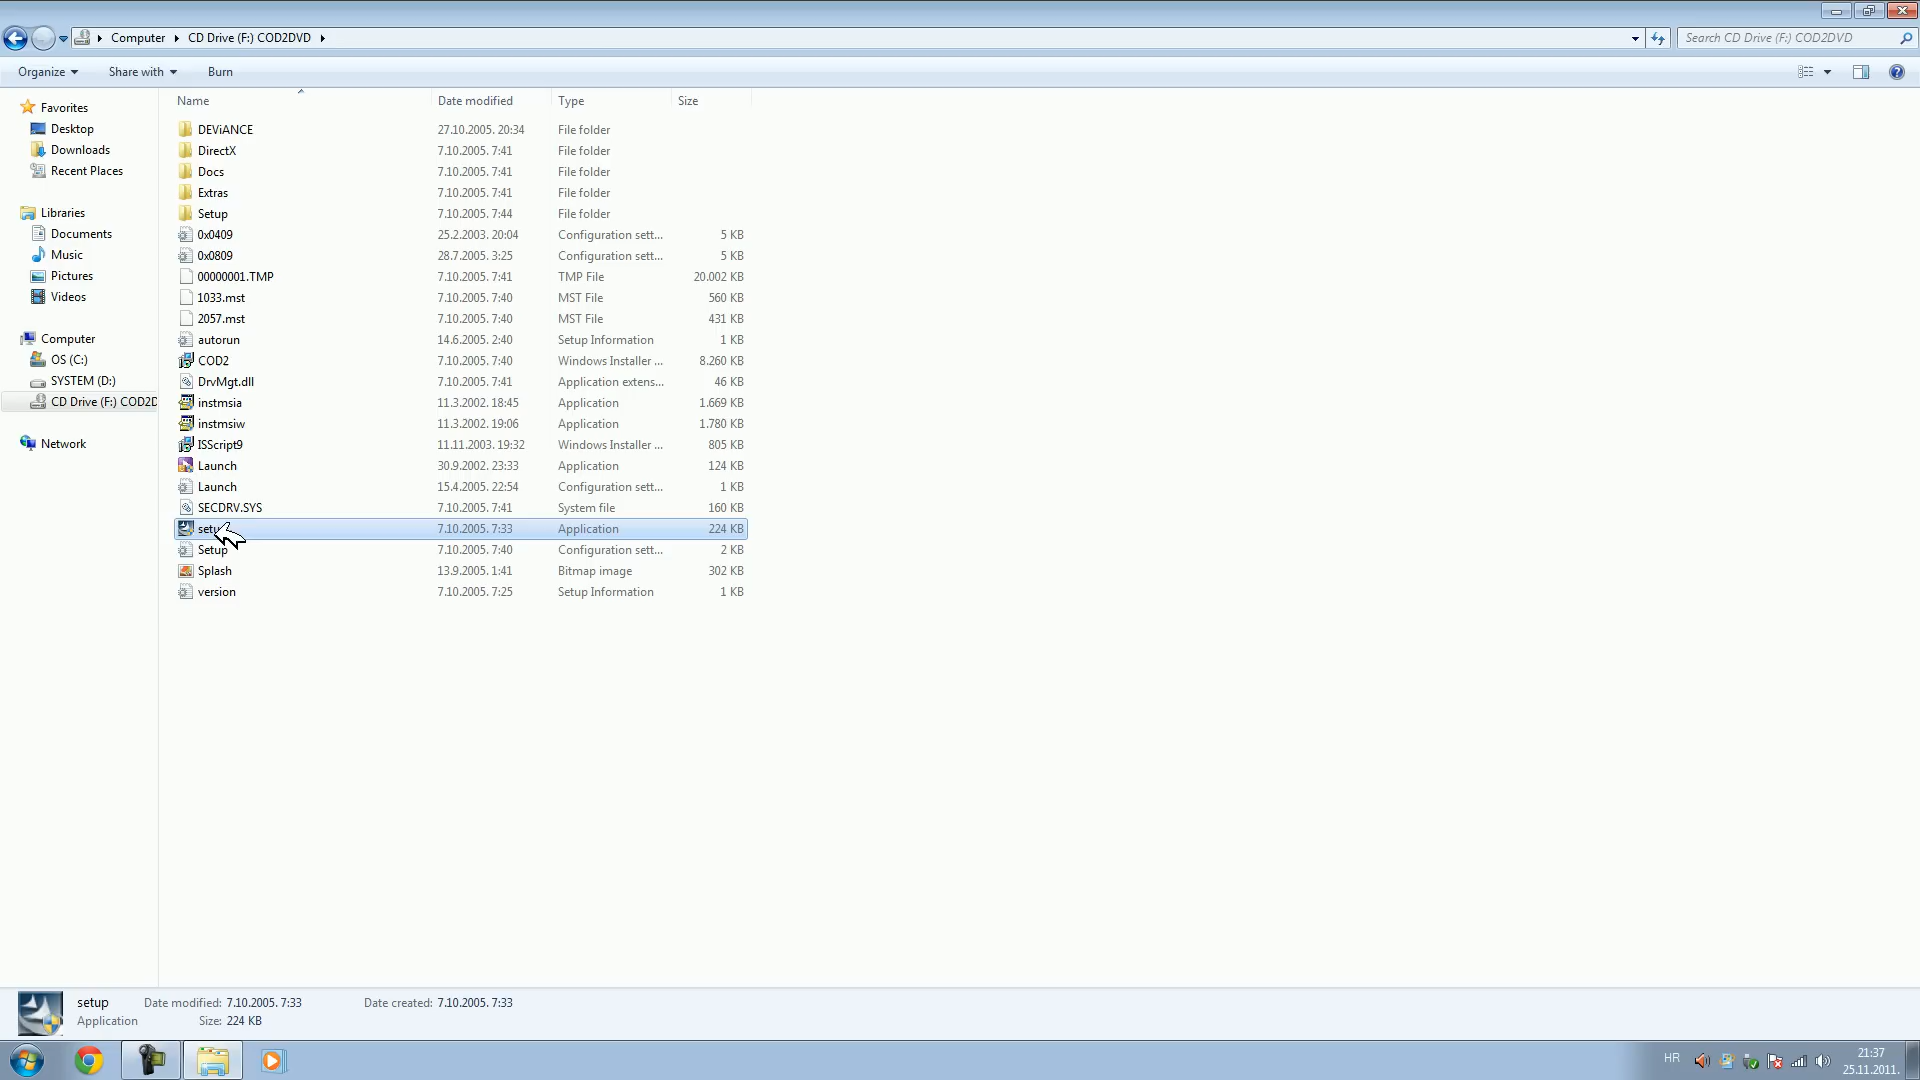 Computer CD Drive (F:) COD2DVD Search CD Drive (F:) COD2DVD
Organize Share with Burn
Name Date modified Type Size
Favorites
Desktop
Downloads
Recent Places
Libraries
Documents
Music
Pictures
Videos
Computer
OS (C:)
SYSTEM (D:)
CD Drive (F:) COD2D
Network
DEViANCE 27.10.2005. 20:34 File folder
DirectX 7.10.2005. 7:41 File folder
Docs 7.10.2005. 7:41 File folder
Extras 7.10.2005. 7:41 File folder
Setup 7.10.2005. 7:44 File folder
0x0409 25.2.2003. 20:04 Configuration sett... 5 KB
0x0809 28.7.2005. 3:25 Configuration sett... 5 KB
00000001.TMP 7.10.2005. 7:41 TMP File 20.002 KB
1033.mst 7.10.2005. 7:40 MST File 560 KB
2057.mst 7.10.2005. 7:40 MST File 431 KB
autorun 14.6.2005. 2:40 Setup Information 1 KB
COD2 7.10.2005. 7:40 Windows Installer ... 8.260 KB
DrvMgt.dll 7.10.2005. 7:41 Application extens... 46 KB
instmsia 11.3.2002. 18:45 Application 1.669 KB
instmsiw 11.3.2002. 19:06 Application 1.780 KB
ISScript9 11.11.2003. 19:32 Windows Installer ... 805 KB
Launch 30.9.2002. 23:33 Application 124 KB
Launch 15.4.2005. 22:54 Configuration sett... 1 KB
SECDRV.SYS 7.10.2005. 7:41 System file 160 KB
setup 7.10.2005. 7:33 Application 224 KB
Setup 7.10.2005. 7:40 Configuration sett... 2 KB
Splash 13.9.2005. 1:41 Bitmap image 302 KB
version 7.10.2005. 7:25 Setup Information 1 KB
setup Date modified: 7.10.2005. 7:33 Date created: 7.10.2005. 7:33
Application Size: 224 KB
HR 21:37
25.11.2011.